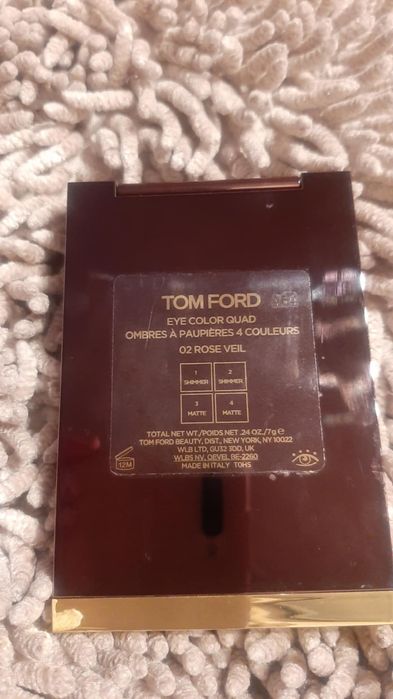 TOM FORD
EYE COLOR QUAD
OMBRES À PAUPIÈRES 4 COULEURS
02 ROSE VEIL
1 SHIMMER
2 SHIMMER
3 MATTE
4 MATTE
TOTAL NET WT./POIDS NET .24 OZ./7g℮
TOM FORD BEAUTY, DIST., NEW YORK, NY 10022
WLB LTD, GU32 3DD, UK
WLBS NV, OEVEL BE-2260
MADE IN ITALY T0HS
12M